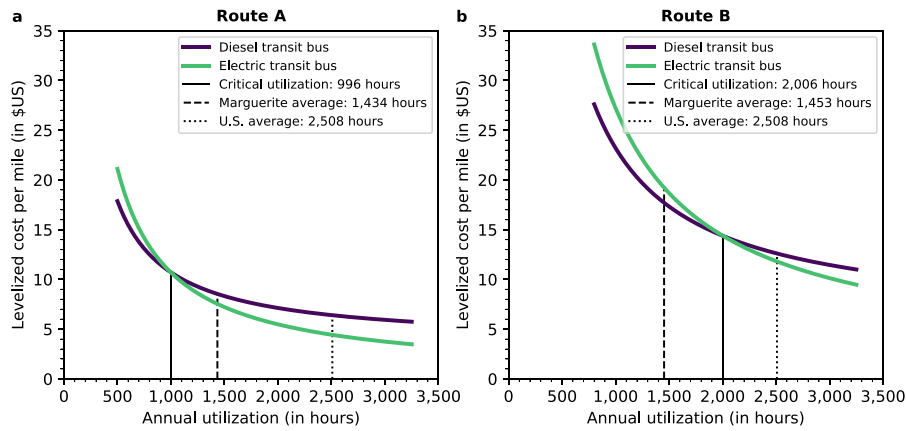 a
Route A
Levelized cost per mile (in $US)
35
30
25
20
15
10
5
0
Diesel transit bus
Electric transit bus
Critical utilization: 996 hours
Marguerite average: 1,434 hours
U.S. average: 2,508 hours
0 500 1,000 1,500 2,000 2,500 3,000 3,500
Annual utilization (in hours)
b
Route B
Levelized cost per mile (in $US)
35
30
25
20
15
10
5
0
Diesel transit bus
Electric transit bus
Critical utilization: 2,006 hours
Marguerite average: 1,453 hours
U.S. average: 2,508 hours
0 500 1,000 1,500 2,000 2,500 3,000 3,500
Annual utilization (in hours)